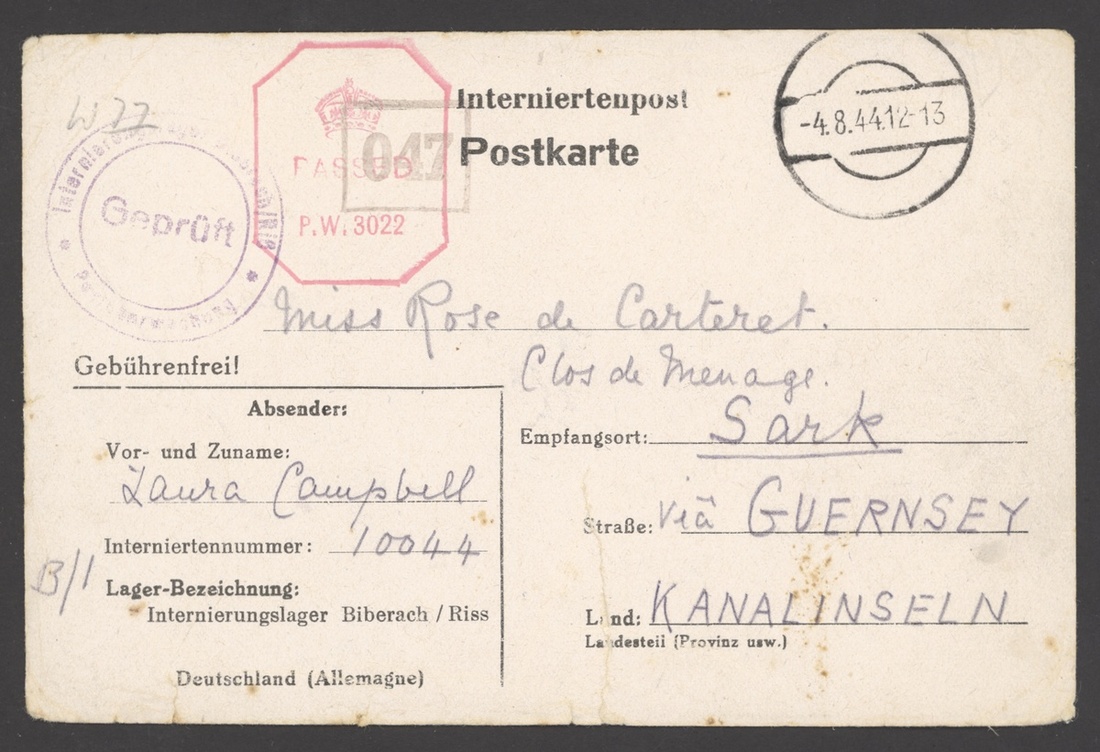 W 77
Geprüft
PASSED
P.W. 3022
047
Interniertenpost
Postkarte
-4.8.44.12-13
Miss Rose de Carteret.
Clos de Menage.
Gebührenfrei!
Absender:
Vor- und Zuname:
Laura Campbell
Interniertennummer: 10044
B/1
Lager-Bezeichnung:
Internierungslager Biberach / Riss
Deutschland (Allemagne)
Empfangsort: Sark
Straße: viâ GUERNSEY
Land: KANALINSELN
Landesteil (Provinz usw.)